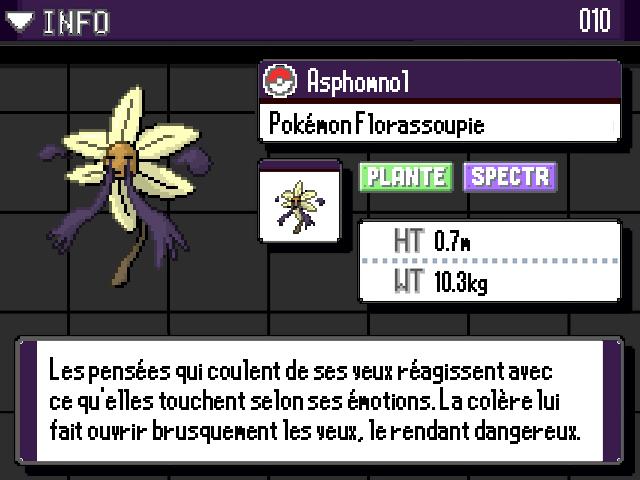 INFO
010
Asphomnol
Pokémon Florassoupie
PLANTE SPECTR
HT 0.7m
WT 10.3kg
Les pensées qui coulent de ses yeux réagissent avec
ce qu'elles touchent selon ses émotions. La colère lui
fait ouvrir brusquement les yeux, le rendant dangereux.